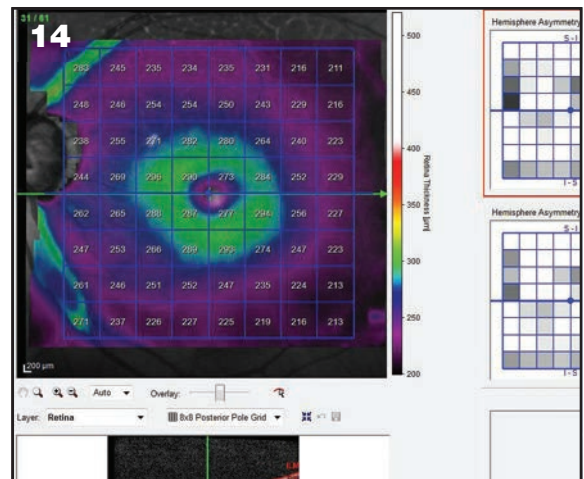 31 / 61
14
283 245 235 234 235 231 216 211
248 246 254 254 250 243 229 216
238 255 271 282 280 264 240 223
244 269 296 290 273 284 252 229
262 265 288 287 277 294 256 227
247 253 266 289 293 274 247 223
261 246 251 252 247 235 224 213
271 237 226 227 225 219 216 213
200 µm
500
450
400
350
300
250
200
Retina Thickness [µm]
Hemisphere Asymmetry
S - I
I - S
Hemisphere Asymmetry
S - I
I - S
Auto
Overlay:
Layer: Retina
8x8 Posterior Pole Grid